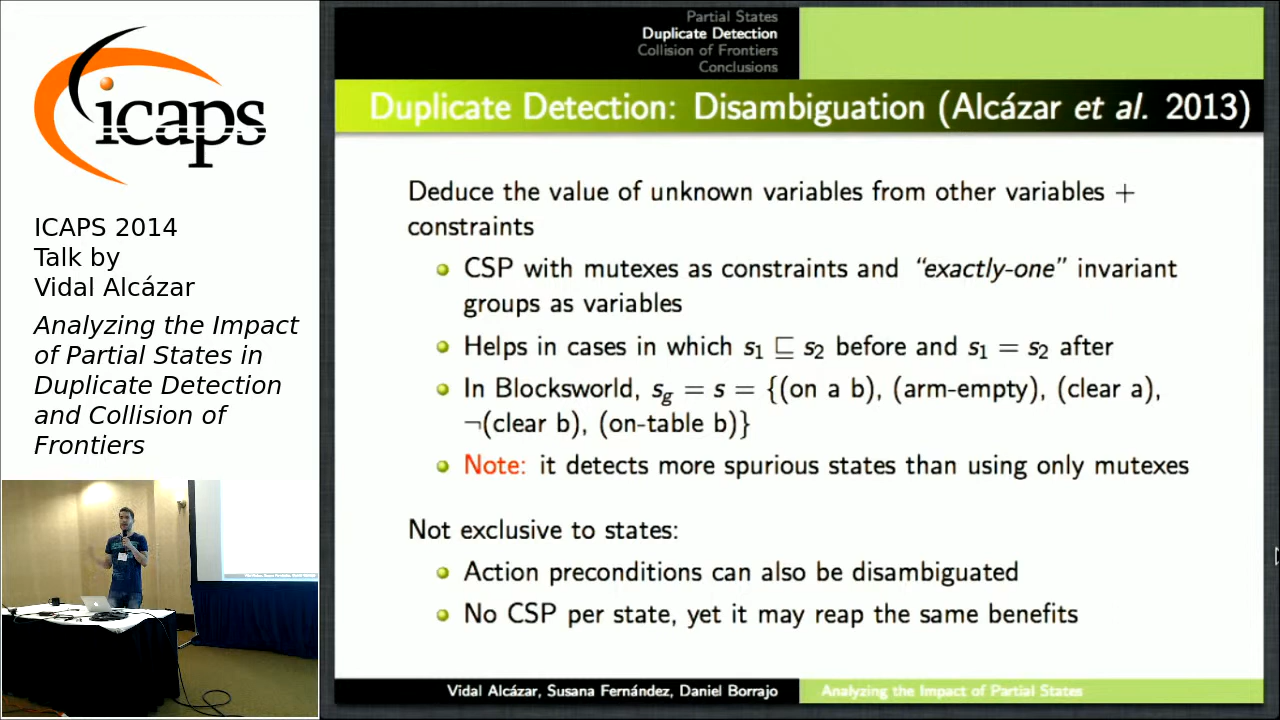 icaps
ICAPS 2014
Talk by
Vidal Alcázar
Analyzing the Impact
of Partial States in
Duplicate Detection
and Collision of
Frontiers
Partial States
Duplicate Detection
Collision of Frontiers
Conclusions
Duplicate Detection: Disambiguation (Alcázar et al. 2013)
Deduce the value of unknown variables from other variables +
constraints
CSP with mutexes as constraints and "exactly-one" invariant
groups as variables
Helps in cases in which s₁ ⊑ s₂ before and s₁ = s₂ after
In Blocksworld, s_g = s = {(on a b), (arm-empty), (clear a),
¬(clear b), (on-table b)}
Note: it detects more spurious states than using only mutexes
Not exclusive to states:
Action preconditions can also be disambiguated
No CSP per state, yet it may reap the same benefits
Vidal Alcázar, Susana Fernández, Daniel Borrajo
Analyzing the Impact of Partial States